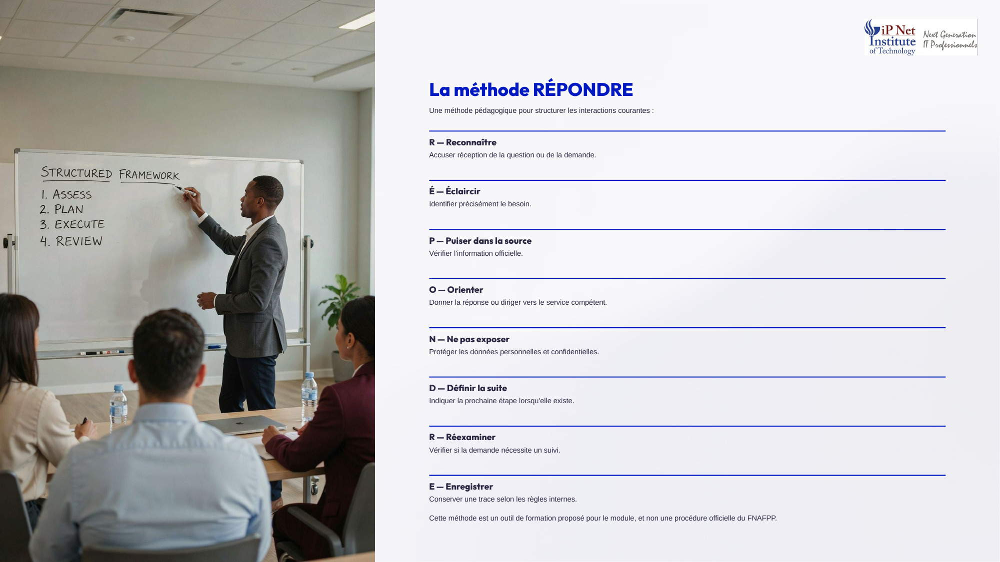 STRUCTURED FRAMEWORK
1. ASSESS
2. PLAN
3. EXECUTE
4. REVIEW
iP Net
Institute
of Technology
Next Generation
IT Professionnels
La méthode RÉPONDRE
Une méthode pédagogique pour structurer les interactions courantes :
R — Reconnaître
Accuser réception de la question ou de la demande.
É — Éclaircir
Identifier précisément le besoin.
P — Puiser dans la source
Vérifier l'information officielle.
O — Orienter
Donner la réponse ou diriger vers le service compétent.
N — Ne pas exposer
Protéger les données personnelles et confidentielles.
D — Définir la suite
Indiquer la prochaine étape lorsqu'elle existe.
R — Réexaminer
Vérifier si la demande nécessite un suivi.
E — Enregistrer
Conserver une trace selon les règles internes.
Cette méthode est un outil de formation proposé pour le module, et non une procédure officielle du FNAFPP.